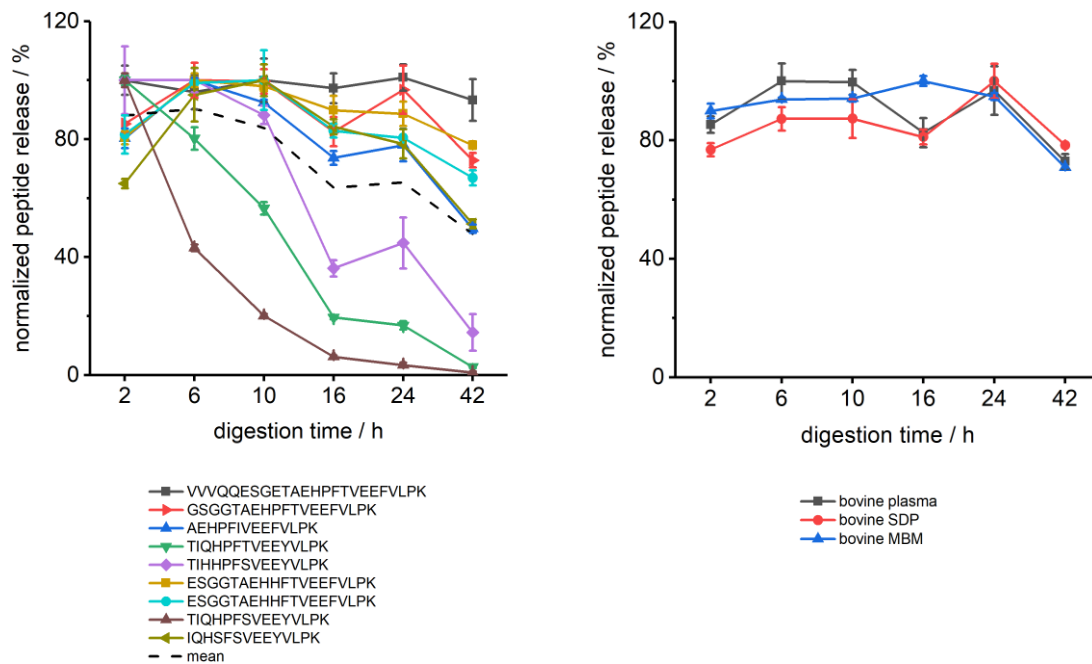 normalized peptide release / %
120
80
40
0
2 6 10 16 24 42
digestion time / h
VVVQQESGETAEHPFTVEEFVLPK
GSGGTAEHPFTVEEFVLPK
AEHPFIVEEFVLPK
TIQHPFTVEEYVLPK
TIHHPFSVEEYVLPK
ESGGTAEHHFTVEEFVLPK
ESGGTAEHHFTVEEFVLPK
TIQHPFSVEEYVLPK
IQHSFSVEEYVLPK
mean
normalized peptide release / %
120
80
40
0
2 6 10 16 24 42
digestion time / h
bovine plasma
bovine SDP
bovine MBM